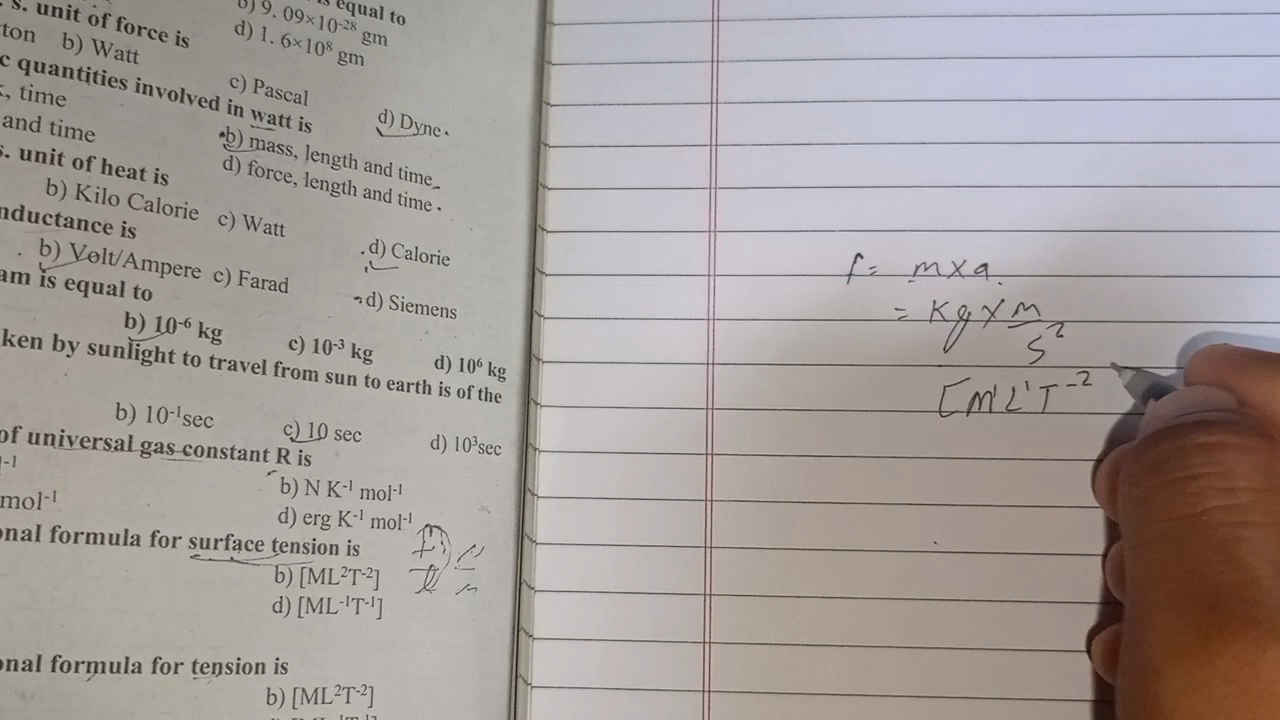 is equal to
b) 9. 09×10-28 gm
s. unit of force is
d) 1. 6×10⁸ gm
ton b) Watt
c) Pascal
d) Dyne
c quantities involved in watt is
, time
b) mass, length and time
and time
d) force, length and time
s. unit of heat is
b) Kilo Calorie c) Watt
d) Calorie
nductance is
b) Volt/Ampere c) Farad
d) Siemens
am is equal to
b) 10⁻⁶ kg
c) 10⁻³ kg
d) 10⁶ kg
ken by sunlight to travel from sun to earth is of the
b) 10⁻¹sec
c) 10 sec
d) 10³sec
of universal gas constant R is
-1
b) N K⁻¹ mol⁻¹
mol⁻¹
d) erg K⁻¹ mol⁻¹
onal formula for surface tension is
b) [ML²T⁻²]
d) [ML⁻¹T⁻¹]
onal formula for tension is
b) [ML²T⁻²]
f = m×a.
= Kg × m
s²
[M¹L¹T⁻²